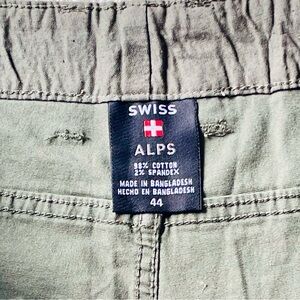 SWISS
ALPS
98% COTTON
2% SPANDEX
MADE IN BANGLADESH
HECHO EN BANGLADESH
44